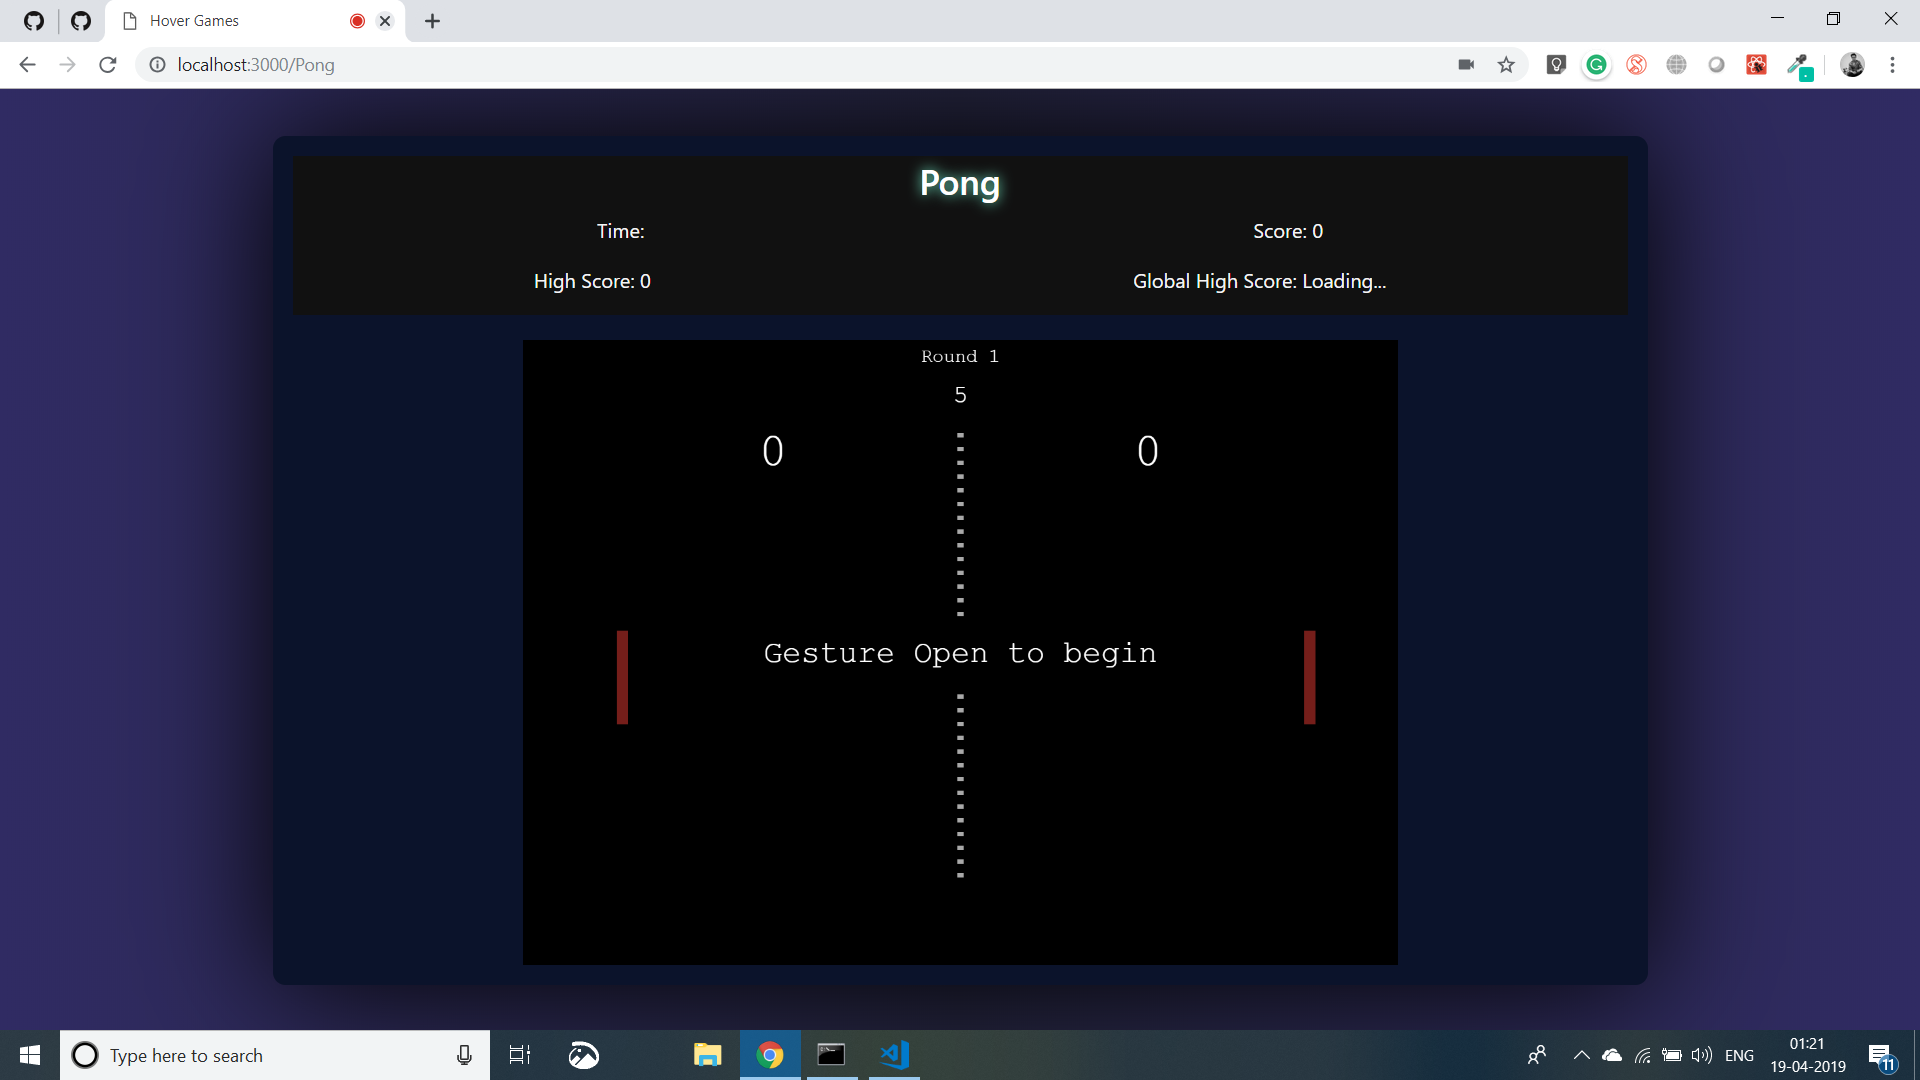 Hover Games
localhost:3000/Pong
Pong
Time:
Score: 0
High Score: 0
Global High Score: Loading...
Round 1
5
0 0
Gesture Open to begin
Type here to search
ENG
01:21
19-04-2019
11